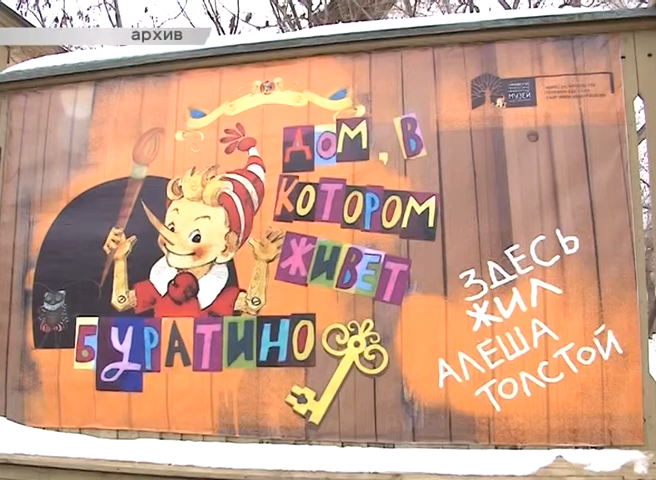 архив
МУЗЕЙ
ДОМ, В
КОТОРОМ
ЖИВЕТ
БУРАТИНО
ЗДЕСЬ
ЖИЛ
АЛЕША
ТОЛСТОЙ